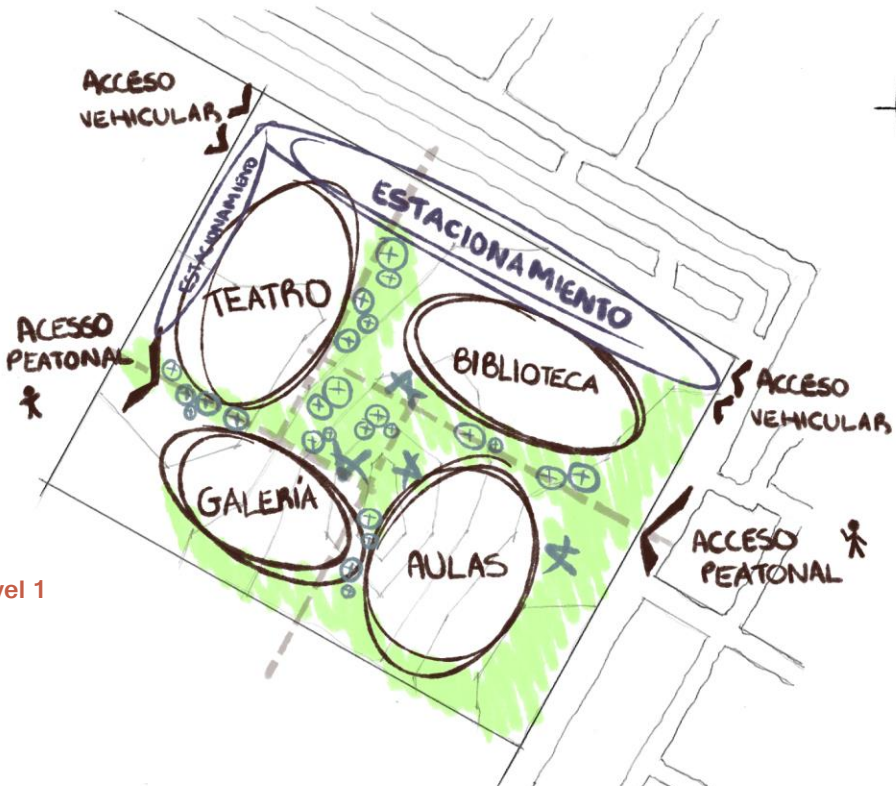 ACCESO
VEHICULAR
ESTACIONAMIENTO
ESTACIONAMIENTO
TEATRO
ACESSO
PEATONAL
BIBLIOTECA
ACCESO
VEHICULAR
GALERÍA
AULAS
ACCESO
PEATONAL
vel 1